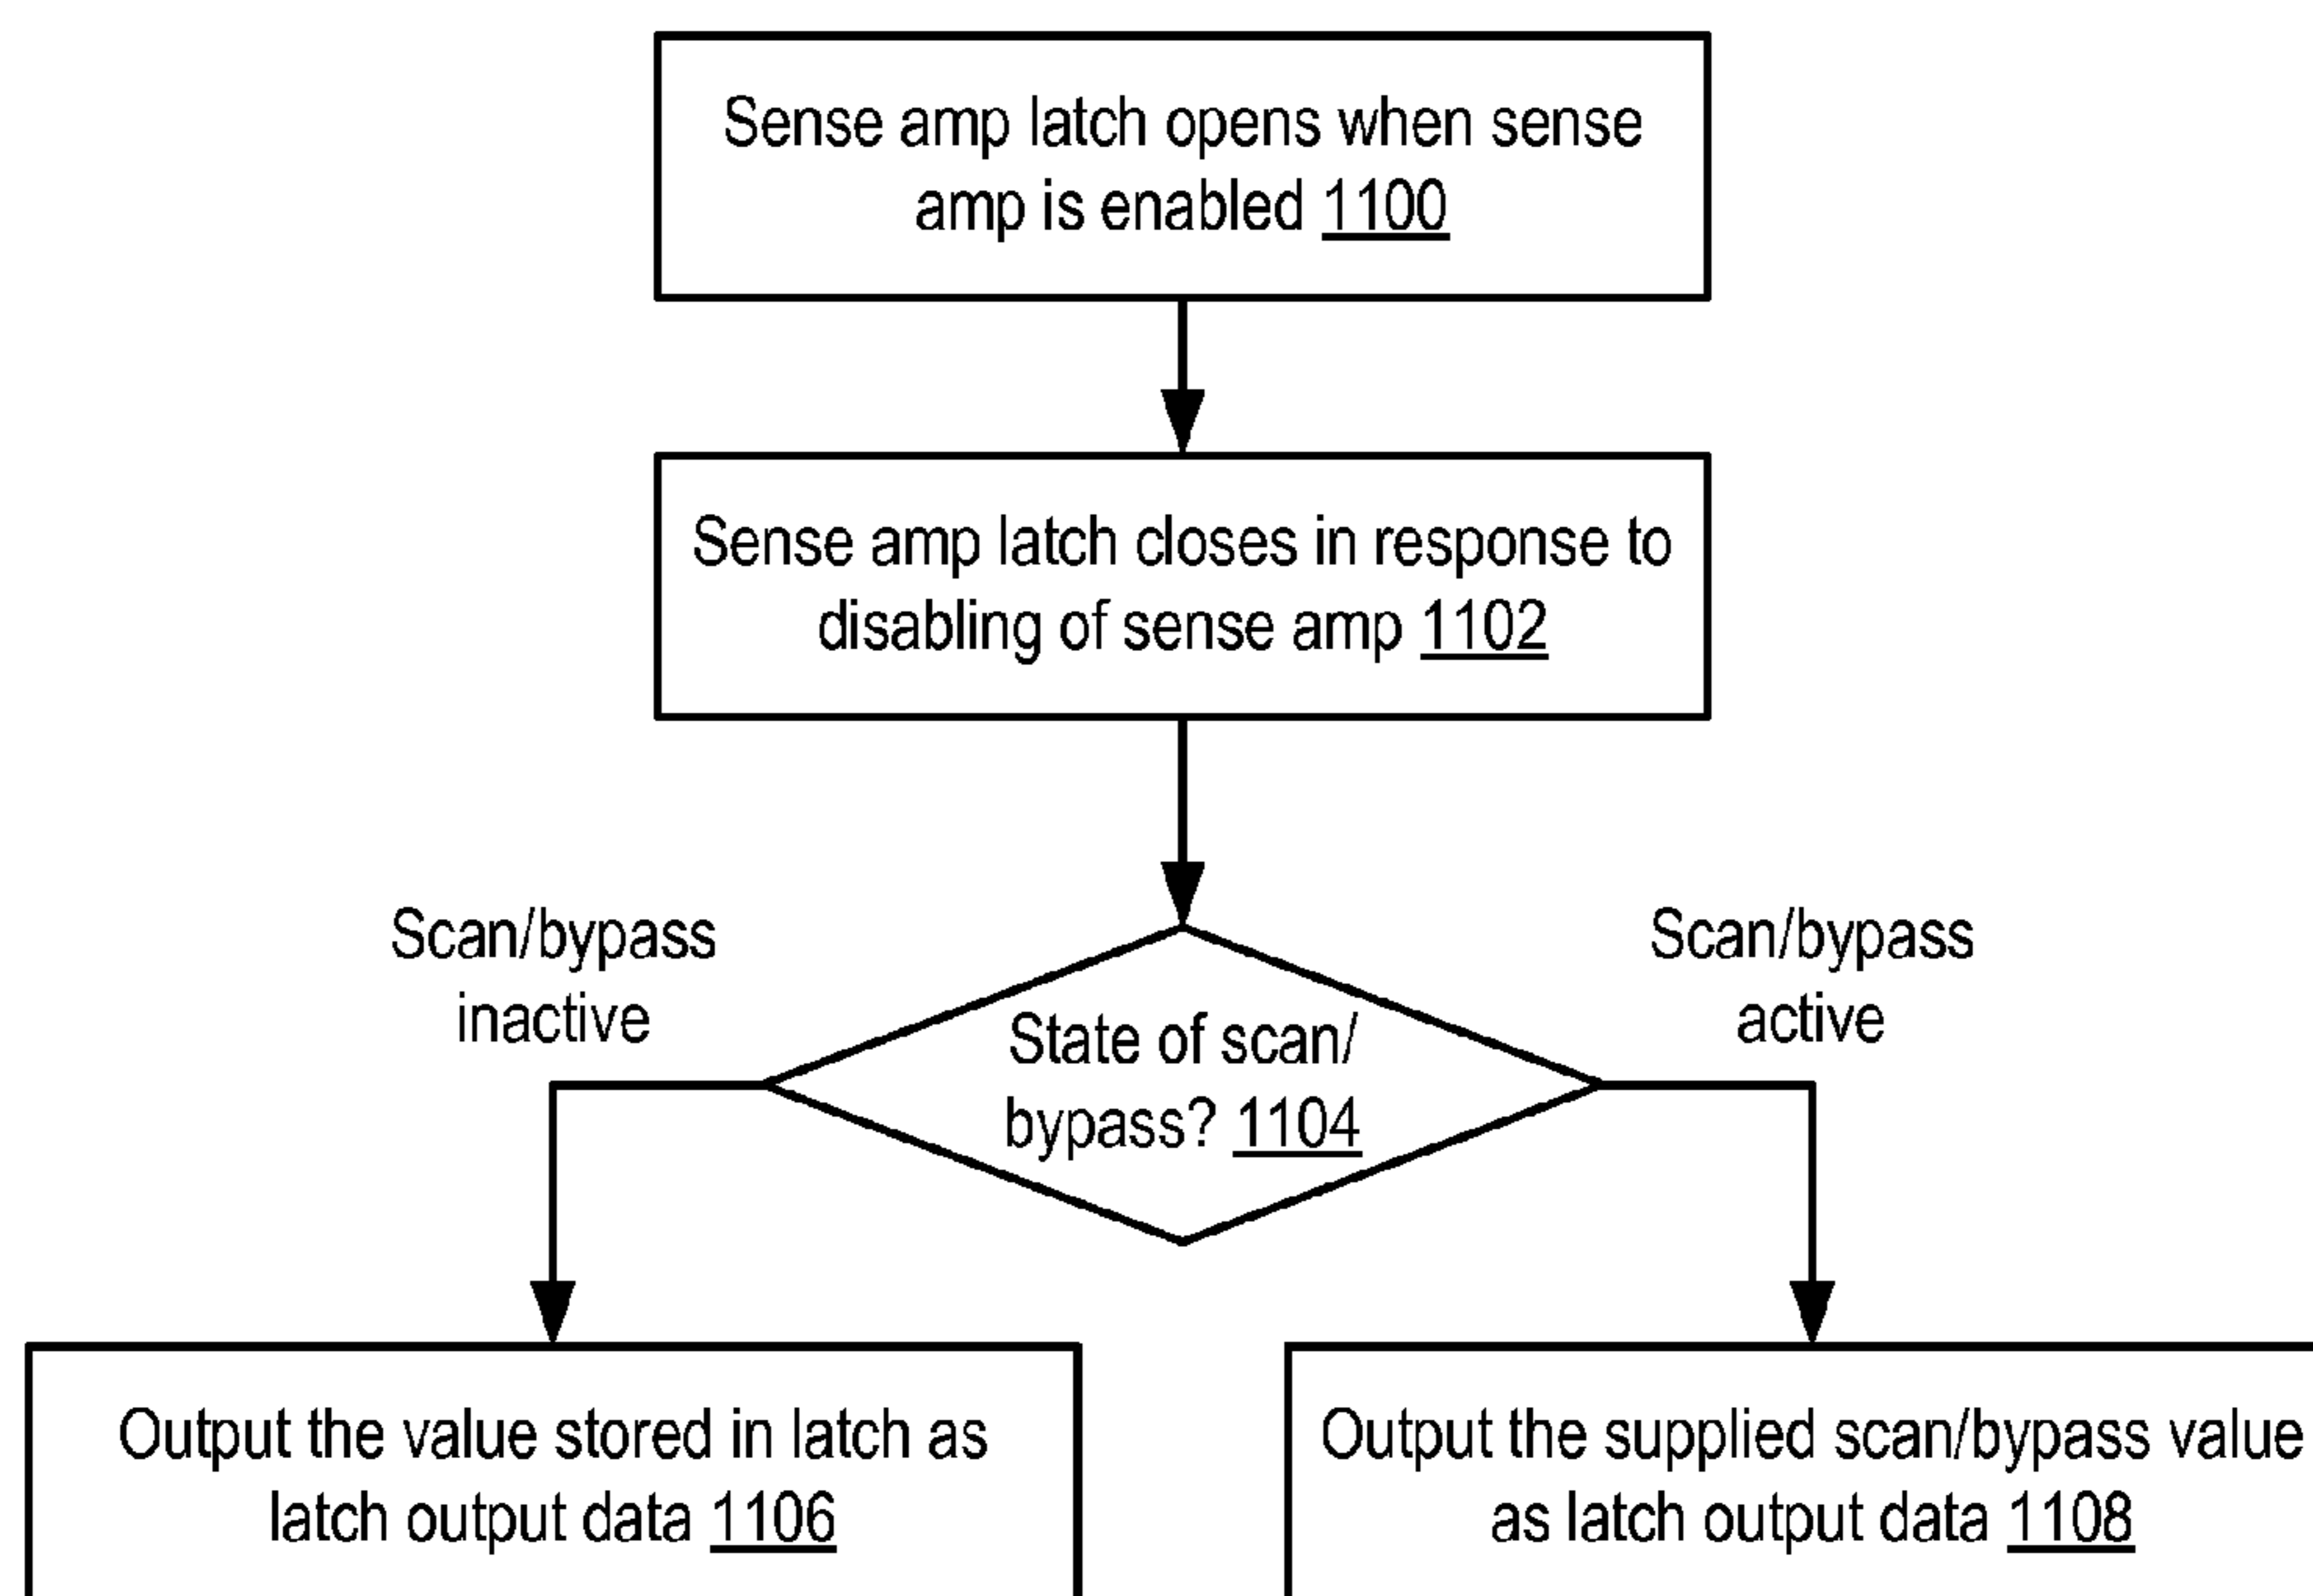 Sense amp latch opens when sense
amp is enabled 1100
Sense amp latch closes in response to
disabling of sense amp 1102
Scan/bypass
inactive
Scan/bypass
active
State of scan/
bypass? 1104
Output the value stored in latch as
latch output data 1106
Output the supplied scan/bypass value
as latch output data 1108